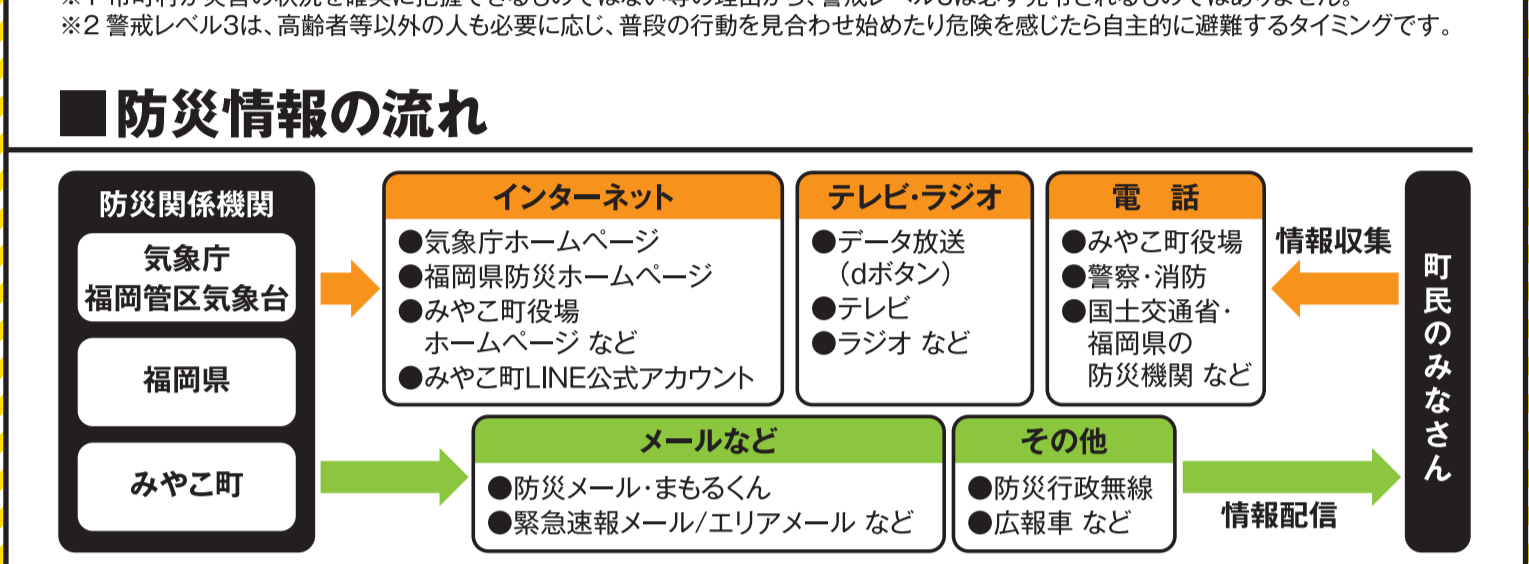 ※2 警戒レベル3は、高齢者等以外の人も必要に応じ、普段の行動を見合わせ始めたり危険を感じたら自主的に避難するタイミングです。
■防災情報の流れ
防災関係機関
気象庁
福岡管区気象台
福岡県
みやこ町
インターネット
●気象庁ホームページ
●福岡県防災ホームページ
●みやこ町役場
ホームページ など
●みやこ町LINE公式アカウント
テレビ・ラジオ
●データ放送
（dボタン）
●テレビ
●ラジオ など
電 話
●みやこ町役場
●警察・消防
●国土交通省・
福岡県の
防災機関 など
情報収集
メールなど
●防災メール・まもるくん
●緊急速報メール/エリアメール など
その他
●防災行政無線
●広報車 など
情報配信
町民のみなさん